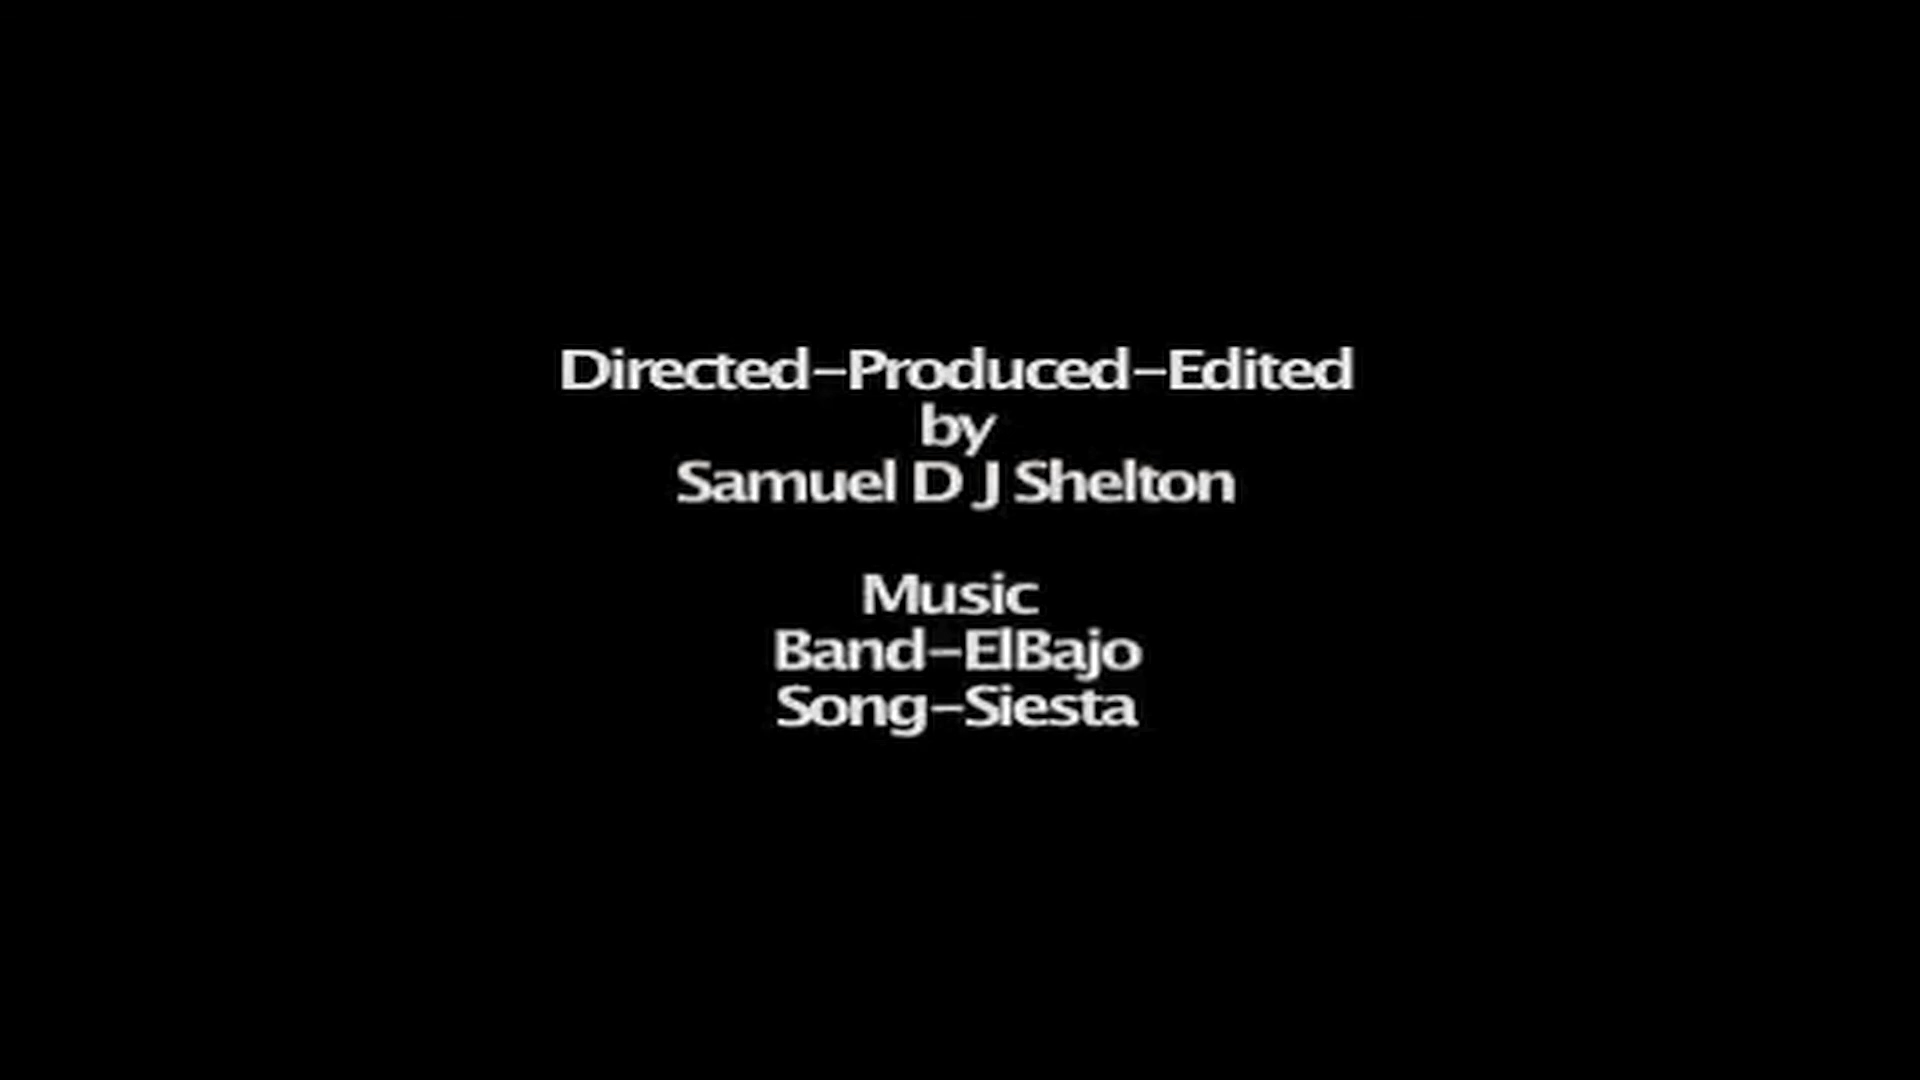 Directed-Produced-Edited
by
Samuel D J Shelton
Music
Band-ElBajo
Song-Siesta